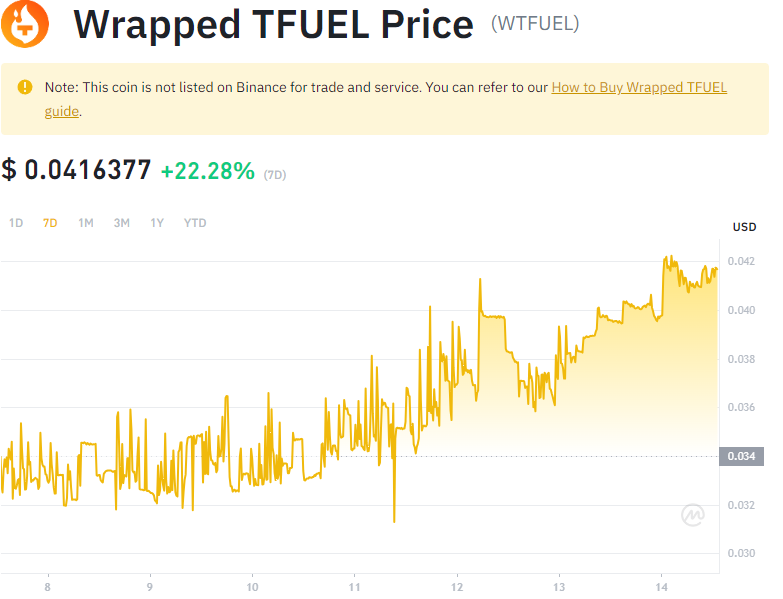 Wrapped TFUEL Price (WTFUEL)
Note: This coin is not listed on Binance for trade and service. You can refer to our How to Buy Wrapped TFUEL
guide.
$ 0.0416377 +22.28% (7D)
1D 7D 1M 3M 1Y YTD
USD
0.042
0.040
0.038
0.036
0.034
0.032
0.030
8 9 10 11 12 13 14